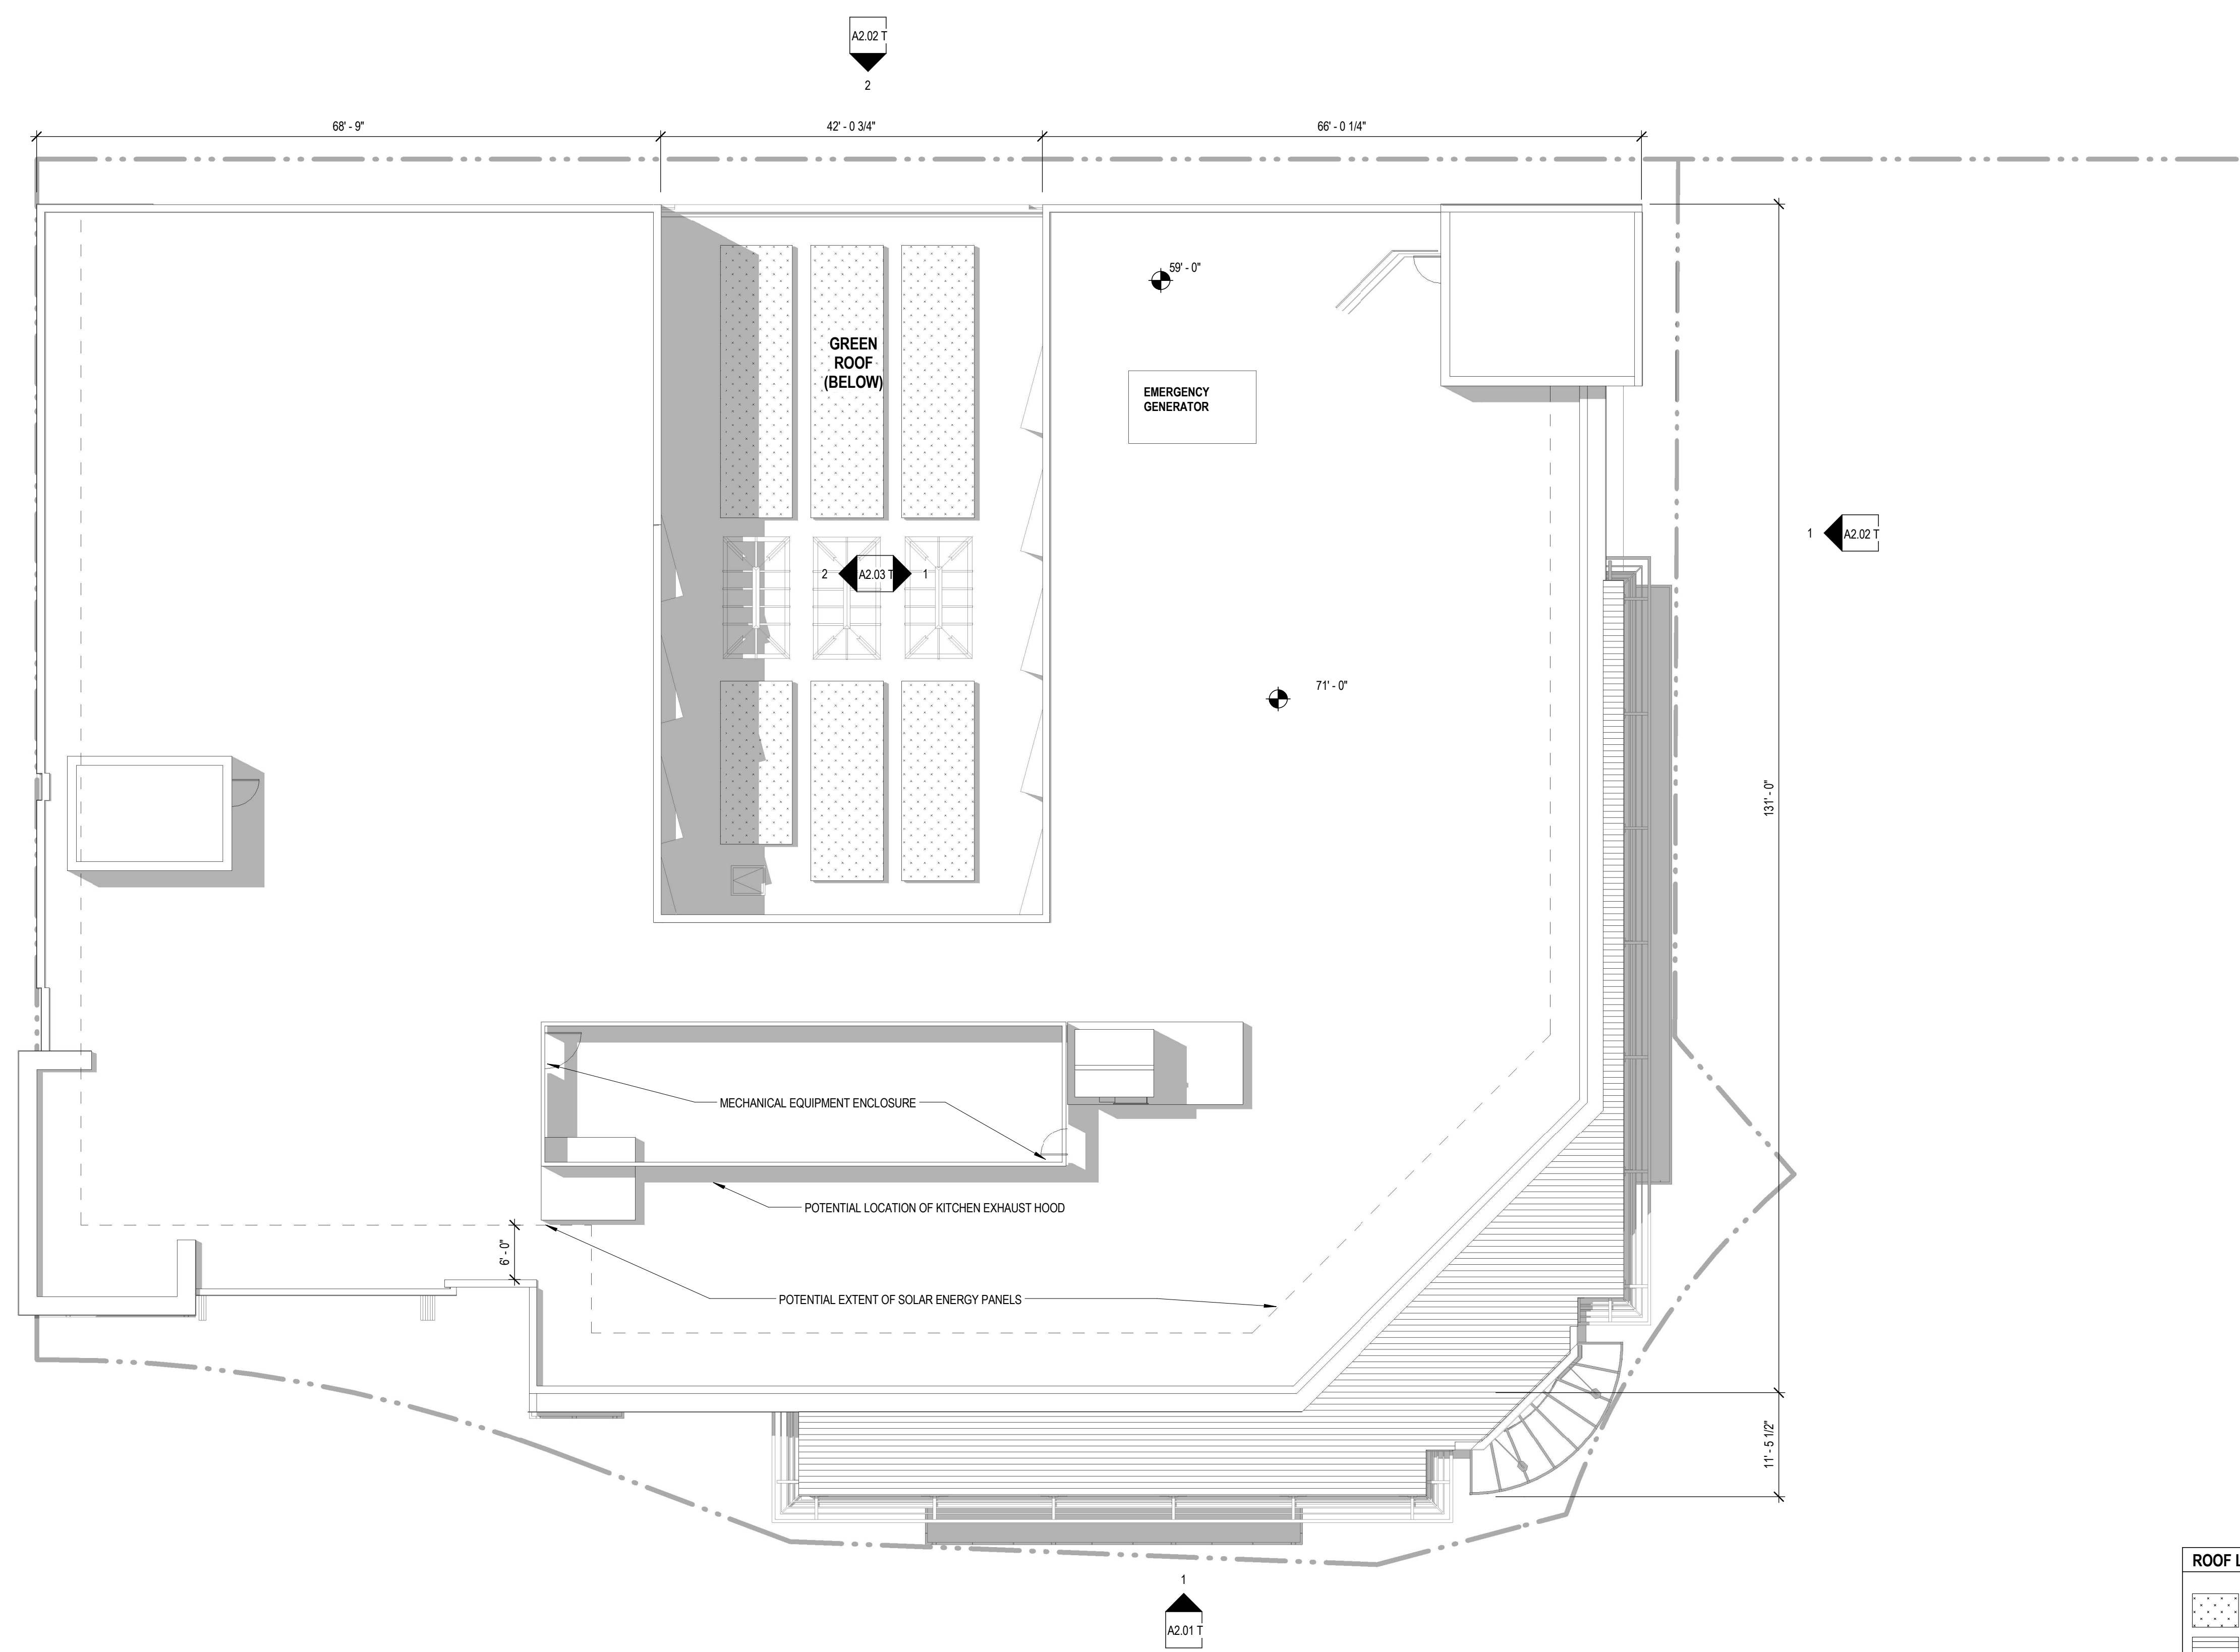 A2.02 T
2
68' - 9"
42' - 0 3/4"
66' - 0 1/4"
59' - 0"
GREEN
ROOF
(BELOW)
EMERGENCY
GENERATOR
1
A2.02 T
2
A2.03 T
1
71' - 0"
131' - 0"
MECHANICAL EQUIPMENT ENCLOSURE
POTENTIAL LOCATION OF KITCHEN EXHAUST HOOD
6' - 0"
POTENTIAL EXTENT OF SOLAR ENERGY PANELS
11' - 5 1/2"
1
A2.01 T
ROOF